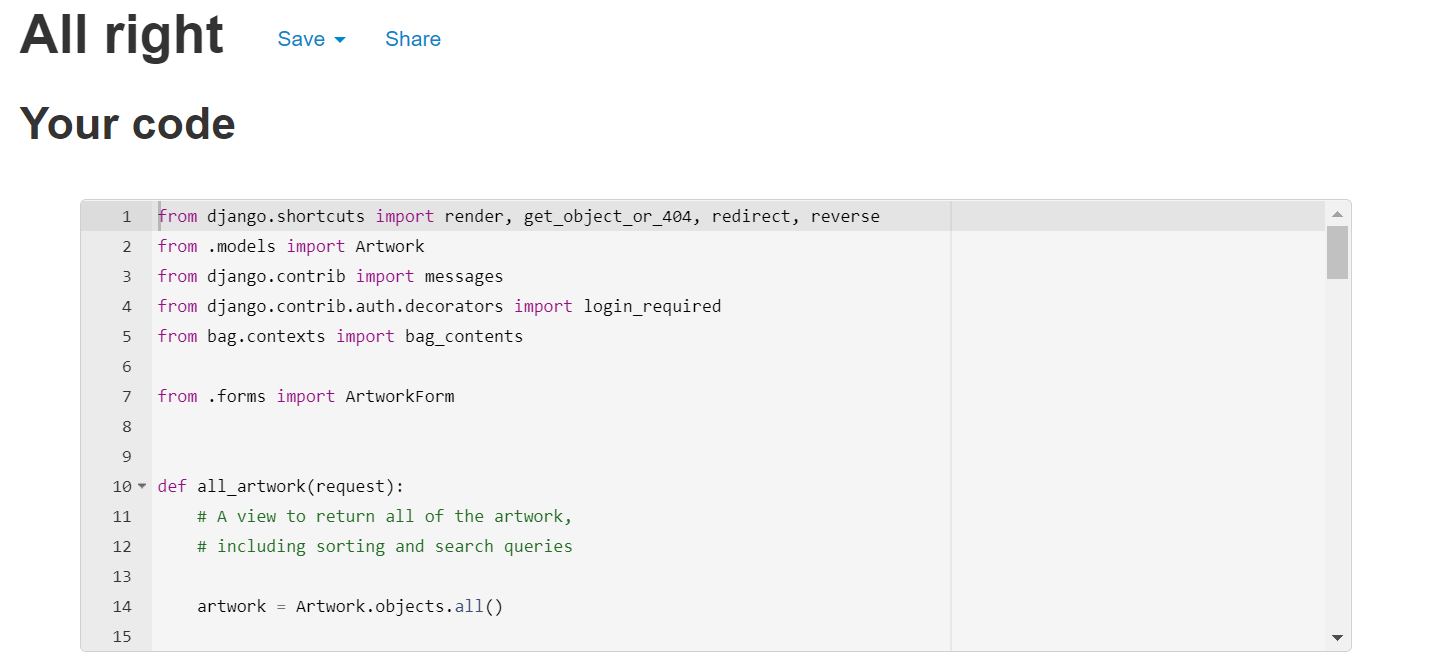 All right Save Share
Your code
1 from django.shortcuts import render, get_object_or_404, redirect, reverse
2 from .models import Artwork
3 from django.contrib import messages
4 from django.contrib.auth.decorators import login_required
5 from bag.contexts import bag_contents
6
7 from .forms import ArtworkForm
8
9
10 def all_artwork(request):
11     # A view to return all of the artwork,
12     # including sorting and search queries
13
14     artwork = Artwork.objects.all()
15